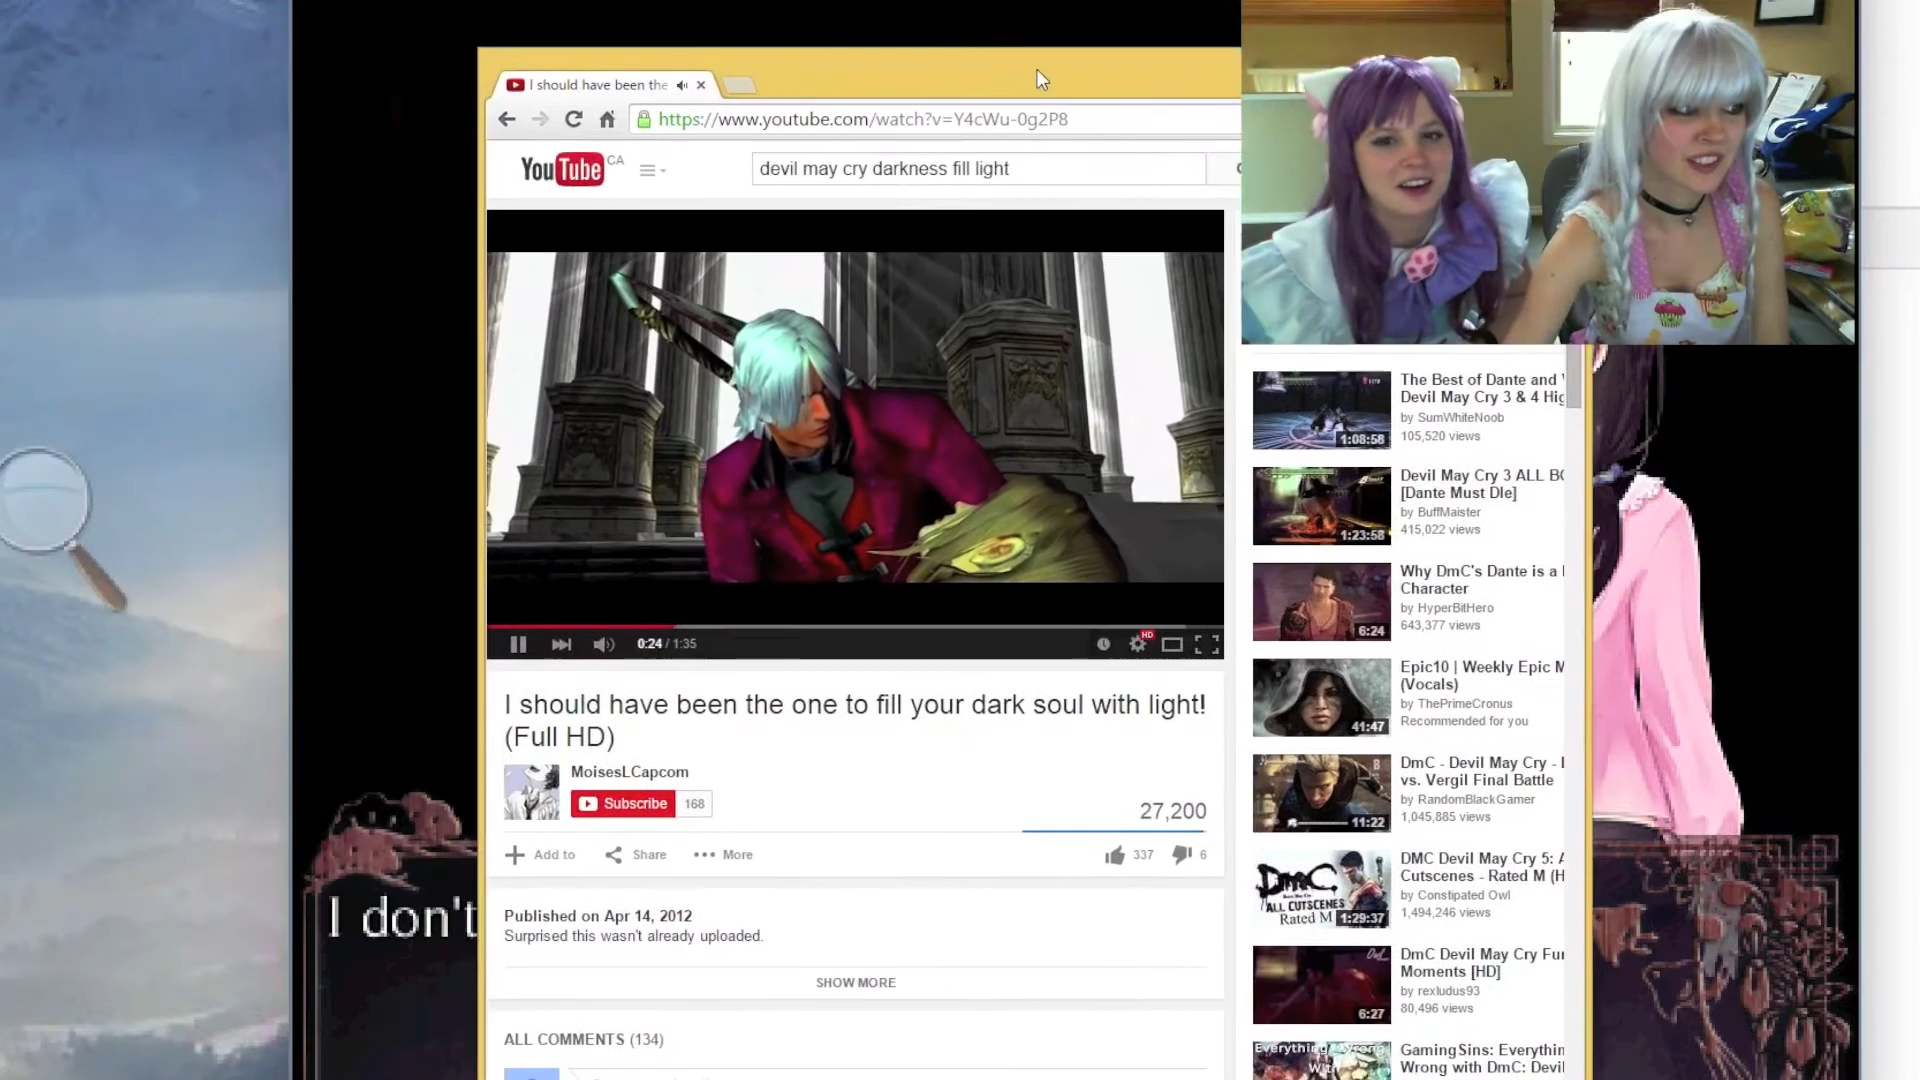 I should have been the
https://www.youtube.com/watch?v=Y4cWu-0g2P8
YouTube CA
devil may cry darkness fill light
0:24 / 1:35
HD
I should have been the one to fill your dark soul with light!
(Full HD)
MoisesLCapcom
Subscribe 168
27,200
Add to Share More 337 6
Published on Apr 14, 2012
Surprised this wasn't already uploaded.
SHOW MORE
ALL COMMENTS (134)
I don't
The Best of Dante and
Devil May Cry 3 & 4
by SumWhiteNoob
105,520 views
1:08:58
Devil May Cry 3 ALL
[Dante Must DIe]
by BuffMaister
415,022 views
1:23:58
Why DmC's Dante is a
Character
by HyperBitHero
643,377 views
6:24
Epic10 | Weekly Epic
(Vocals)
by ThePrimeCronus
Recommended for you
41:47
DmC - Devil May Cry -
vs. Vergil Final Battle
by RandomBlackGamer
1,045,885 views
11:22
DMC Devil May Cry 5:
Cutscenes - Rated M
by Constipated Owl
1,494,246 views
DmC
ALL CUTSCENES
Rated M
1:29:37
DmC Devil May Cry
Moments [HD]
by rexludus93
80,496 views
6:27
GamingSins:
Wrong with DmC:
Everything Wrong